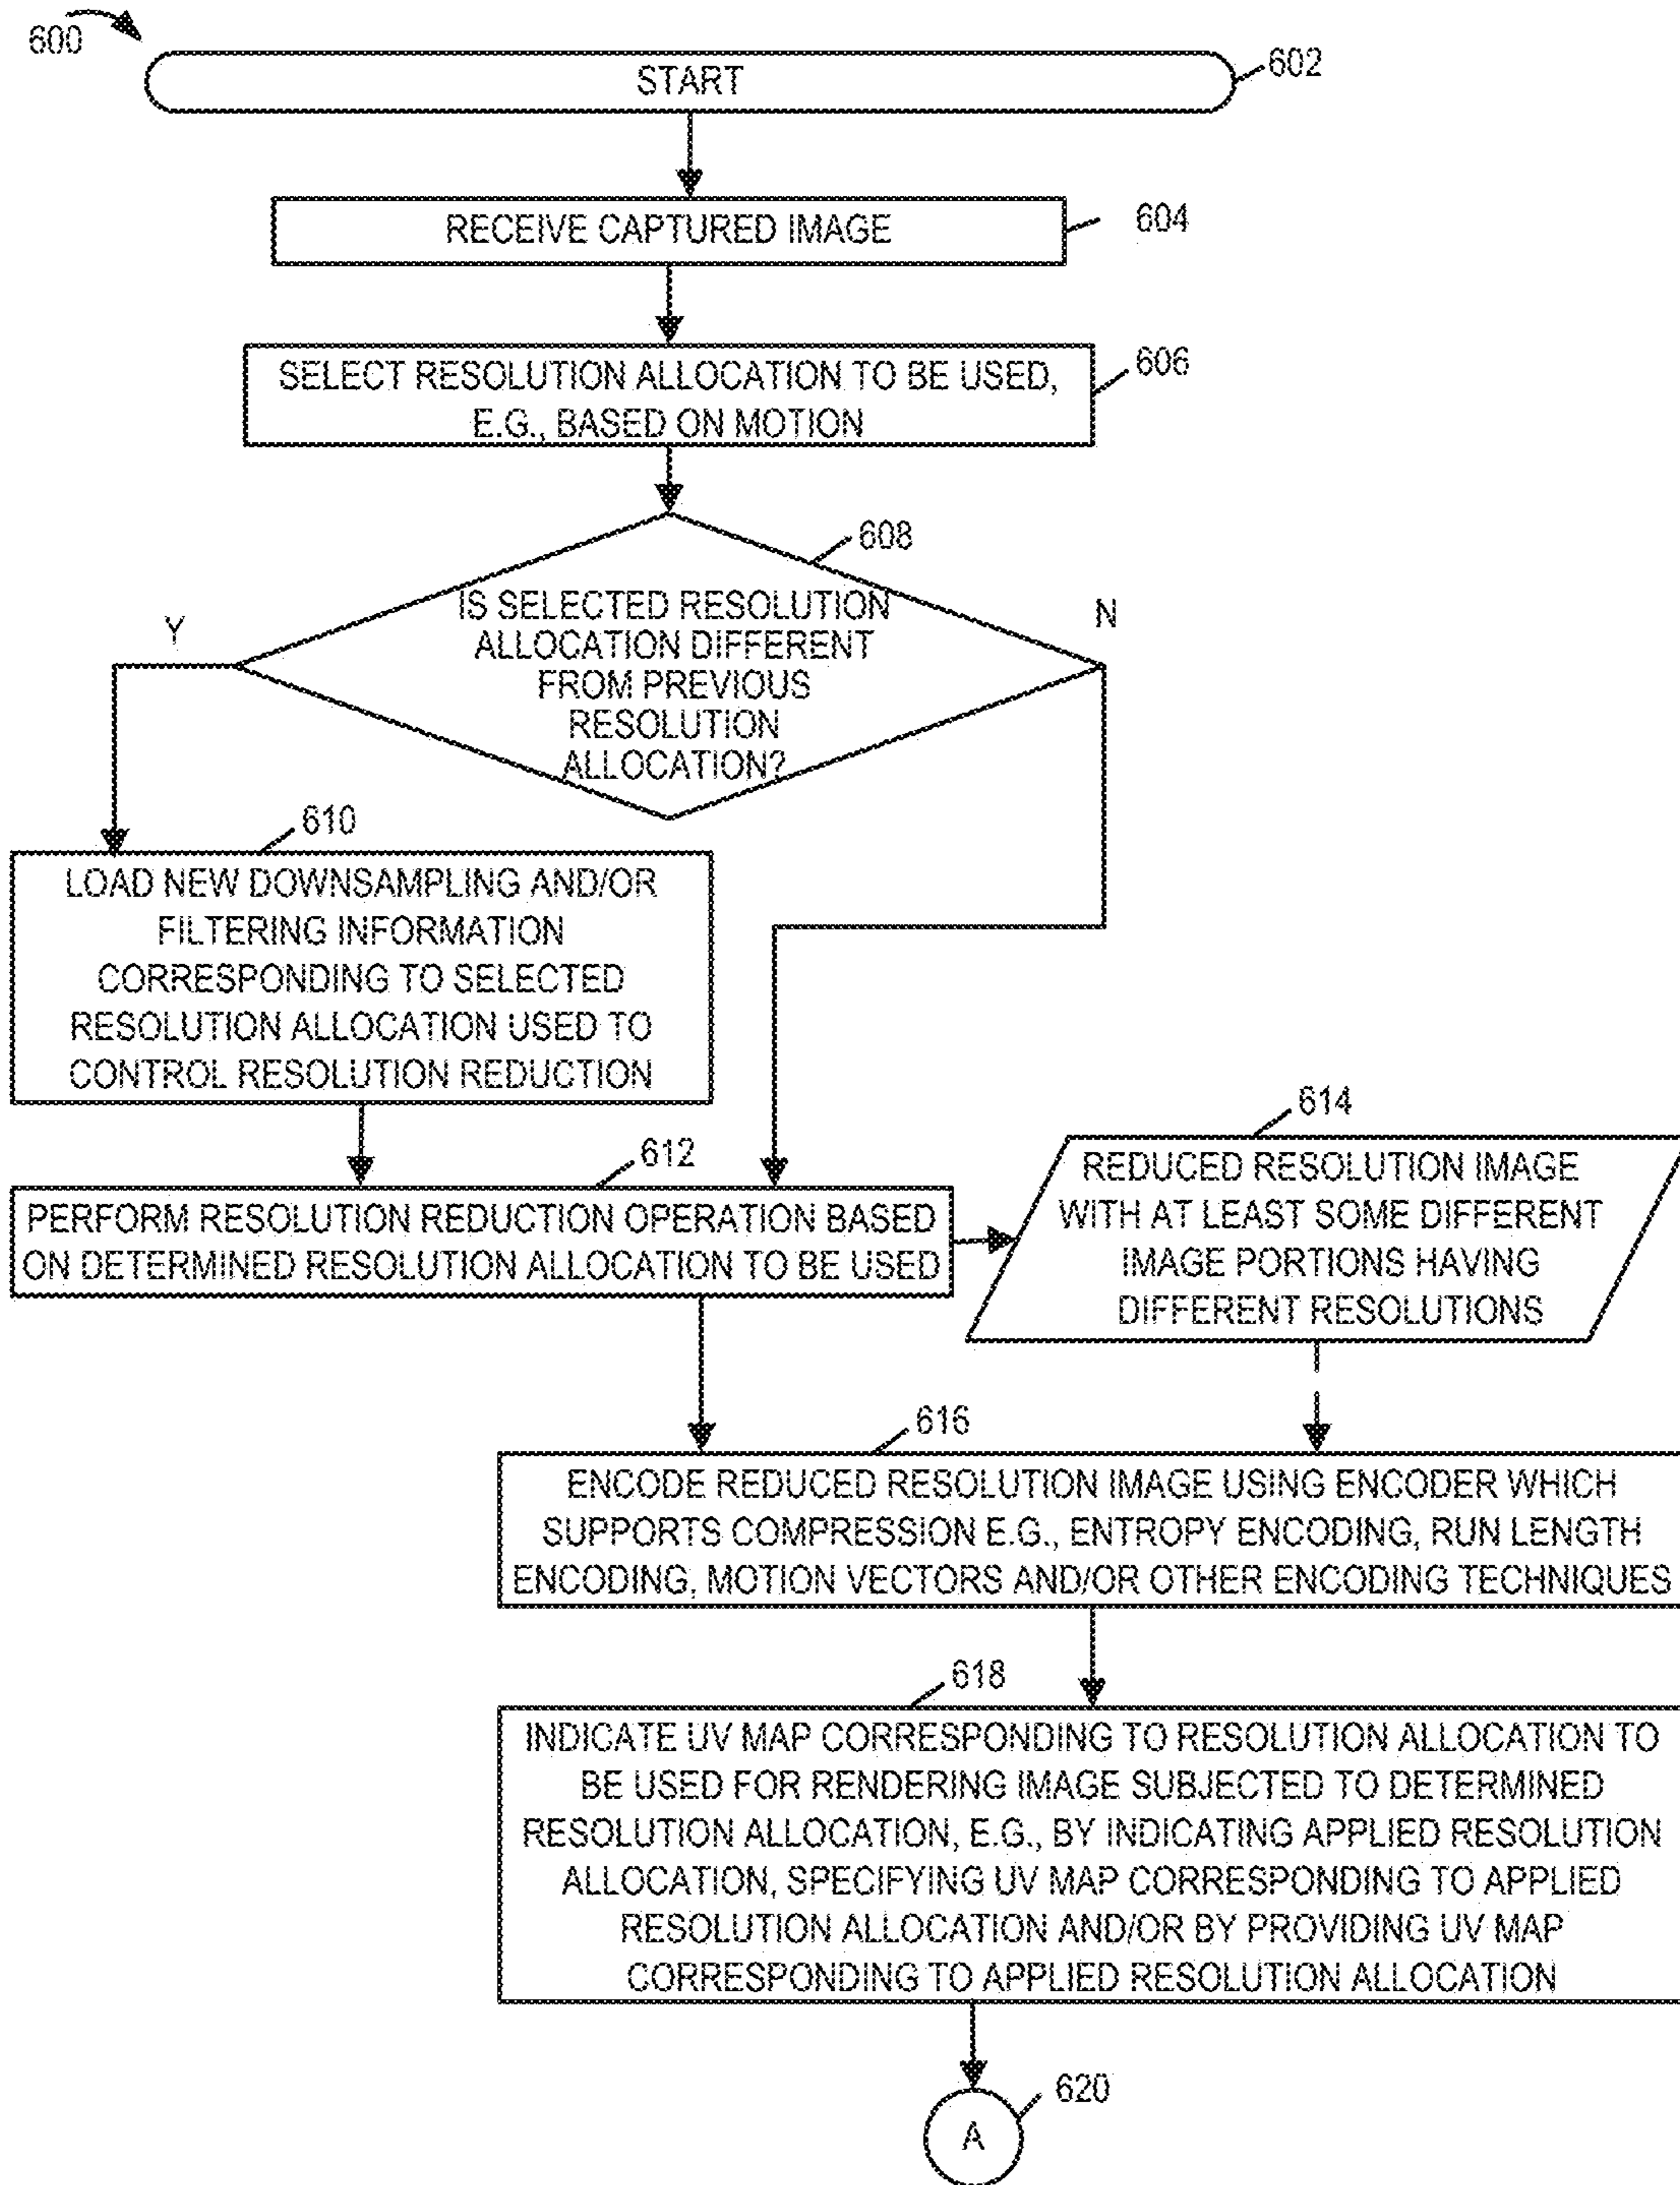 600
START
602
RECEIVE CAPTURED IMAGE
604
SELECT RESOLUTION ALLOCATION TO BE USED,
E.G., BASED ON MOTION
606
608
Y
N
IS SELECTED RESOLUTION
ALLOCATION DIFFERENT
FROM PREVIOUS
RESOLUTION
ALLOCATION?
610
LOAD NEW DOWNSAMPLING AND/OR
FILTERING INFORMATION
CORRESPONDING TO SELECTED
RESOLUTION ALLOCATION USED TO
CONTROL RESOLUTION REDUCTION
612
PERFORM RESOLUTION REDUCTION OPERATION BASED
ON DETERMINED RESOLUTION ALLOCATION TO BE USED
614
REDUCED RESOLUTION IMAGE
WITH AT LEAST SOME DIFFERENT
IMAGE PORTIONS HAVING
DIFFERENT RESOLUTIONS
616
ENCODE REDUCED RESOLUTION IMAGE USING ENCODER WHICH
SUPPORTS COMPRESSION E.G., ENTROPY ENCODING, RUN LENGTH
ENCODING, MOTION VECTORS AND/OR OTHER ENCODING TECHNIQUES
618
INDICATE UV MAP CORRESPONDING TO RESOLUTION ALLOCATION TO
BE USED FOR RENDERING IMAGE SUBJECTED TO DETERMINED
RESOLUTION ALLOCATION, E.G., BY INDICATING APPLIED RESOLUTION
ALLOCATION, SPECIFYING UV MAP CORRESPONDING TO APPLIED
RESOLUTION ALLOCATION AND/OR BY PROVIDING UV MAP
CORRESPONDING TO APPLIED RESOLUTION ALLOCATION
620
A